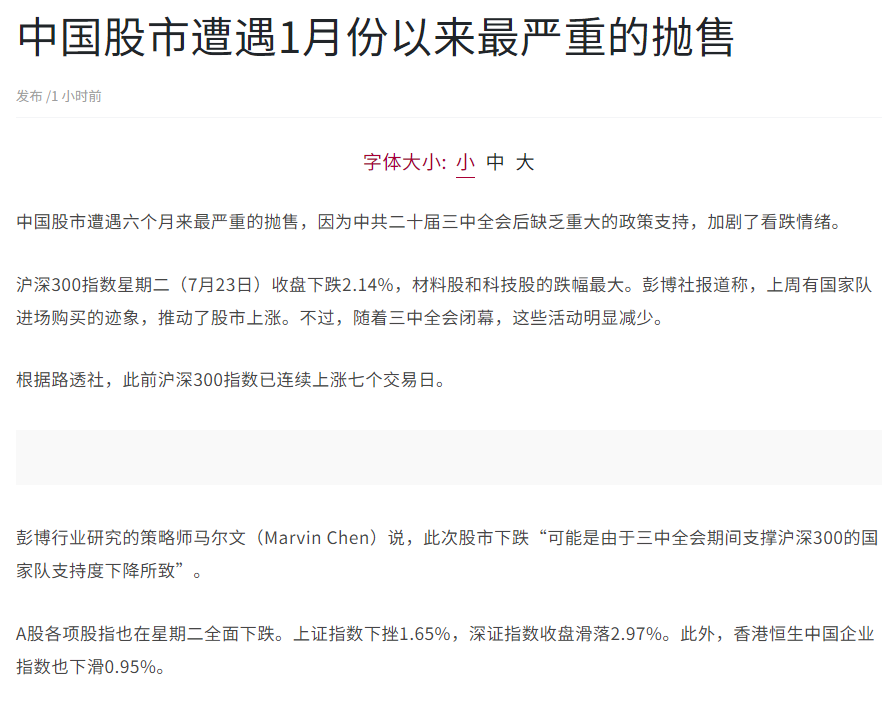 中国股市遭遇1月份以来最严重的抛售
发布 /1 小时前
字体大小: 小 中 大
中国股市遭遇六个月来最严重的抛售，因为中共二十届三中全会后缺乏重大的政策支持，加剧了看跌情绪。
沪深300指数星期二（7月23日）收盘下跌2.14%，材料股和科技股的跌幅最大。彭博社报道称，上周有国家队
进场购买的迹象，推动了股市上涨。不过，随着三中全会闭幕，这些活动明显减少。
根据路透社，此前沪深300指数已连续上涨七个交易日。
彭博行业研究的策略师马尔文（Marvin Chen）说，此次股市下跌“可能是由于三中全会期间支撑沪深300的国
家队支持度下降所致”。
A股各项股指也在星期二全面下跌。上证指数下挫1.65%，深证指数收盘滑落2.97%。此外，香港恒生中国企业
指数也下滑0.95%。